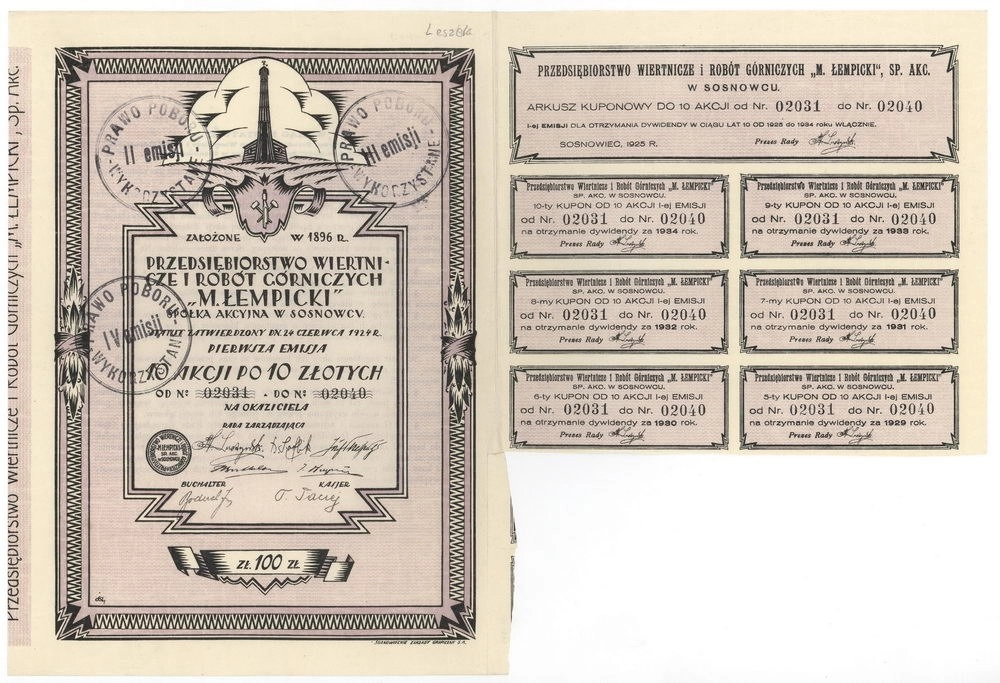 Leszek
Przedsiębiorstwo Wiertnicze i Robót Górniczych „M. ŁEMPICKI”, Sp. Akc.
PRAWO POBORU
II emisji
WYKORZYSTANE
PRAWO POBORU
III emisji
WYKORZYSTANE
ZAŁOŻONE W 1896 R.
PRZEDSIĘBIORSTWO WIERTNI-
CZE I ROBÓT GÓRNICZYCH
„M. ŁEMPICKI”
SPÓŁKA AKCYJNA W SOSNOWCV.
STATUT ZATWIERDZONY DN. 24 CZERWCA 1924 R.
PRAWO POBORU
IV emisji
WYKORZYSTANE
PIERWSZA EMISJA
10 AKCJI PO 10 ZŁOTYCH
OD Nº 02031 - DO Nº 02040
NA OKAZICIELA
RADA ZARZĄDZAJĄCA
„M. ŁEMPICKI”
SP. AKC.
W SOSNOWCU
BUCHALTER KASJER
ZŁ. 100 ZŁ.
SOSNOWIECKIE ZAKŁADY GRAFICZNE S.A.
PRZEDSIĘBIORSTWO WIERTNICZE i ROBÓT GÓRNICZYCH „M. ŁEMPICKI”, SP. AKC.
W SOSNOWCU.
ARKUSZ KUPONOWY DO 10 AKCJI od Nr. 02031 do Nr. 02040
I-ej EMISJI DLA OTRZYMANIA DYWIDENDY W CIĄGU LAT 10 OD 1925 do 1934 roku WŁĄCZNIE.
SOSNOWIEC, 1925 R. Prezes Rady
Przedsiębiorstwo Wiertnicze i Robót Górniczych „M. ŁEMPICKI”
SP. AKC. W SOSNOWCU.
10-ty KUPON OD 10 AKCJI I-ej EMISJI
od Nr. 02031 do Nr. 02040
na otrzymanie dywidendy za 1934 rok.
Prezes Rady
Przedsiębiorstwo Wiertnicze i Robót Górniczych „M. ŁEMPICKI”
SP. AKC. W SOSNOWCU.
9-ty KUPON OD 10 AKCJI I-ej EMISJI
od Nr. 02031 do Nr. 02040
na otrzymanie dywidendy za 1933 rok.
Prezes Rady
Przedsiębiorstwo Wiertnicze i Robót Górniczych „M. ŁEMPICKI”
SP. AKC. W SOSNOWCU.
8-my KUPON OD 10 AKCJI I-ej EMISJI
od Nr. 02031 do Nr. 02040
na otrzymanie dywidendy za 1932 rok.
Prezes Rady
Przedsiębiorstwo Wiertnicze i Robót Górniczych „M. ŁEMPICKI”
SP. AKC. W SOSNOWCU.
7-my KUPON OD 10 AKCJI I-ej EMISJI
od Nr. 02031 do Nr. 02040
na otrzymanie dywidendy za 1931 rok.
Prezes Rady
Przedsiębiorstwo Wiertnicze i Robót Górniczych „M. ŁEMPICKI”
SP. AKC. W SOSNOWCU.
6-ty KUPON OD 10 AKCJI I-ej EMISJI
od Nr. 02031 do Nr. 02040
na otrzymanie dywidendy za 1930 rok.
Prezes Rady
Przedsiębiorstwo Wiertnicze i Robót Górniczych „M. ŁEMPICKI”
SP. AKC. W SOSNOWCU.
5-ty KUPON OD 10 AKCJI I-ej EMISJI
od Nr. 02031 do Nr. 02040
na otrzymanie dywidendy za 1929 rok.
Prezes Rady